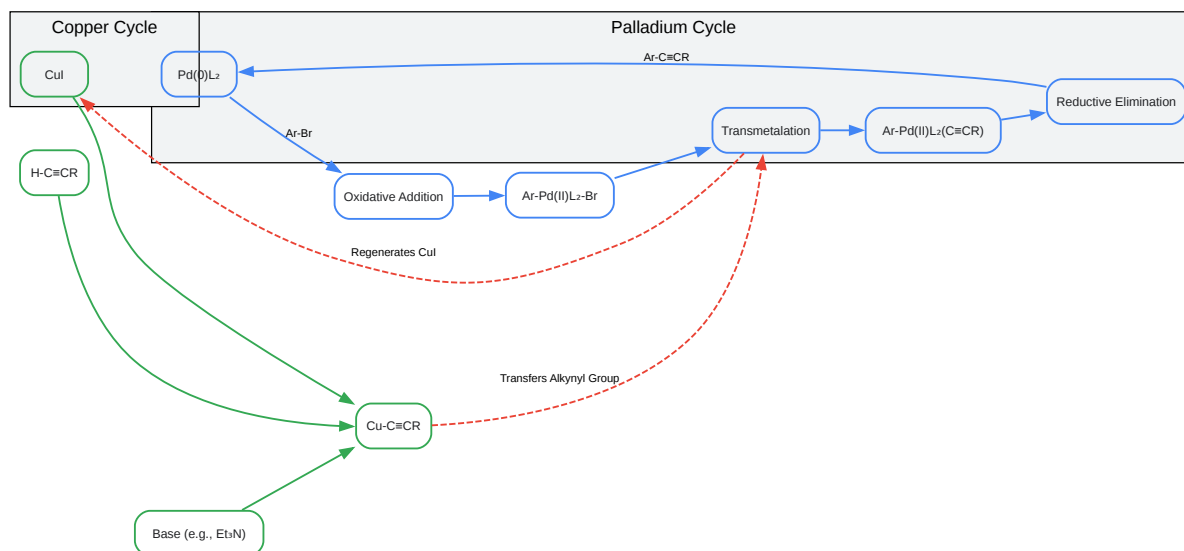 Copper Cycle
Palladium Cycle
CuI
Pd(0)L₂
Ar-C≡CR
Reductive Elimination
Ar-Br
Transmetalation
Ar-Pd(II)L₂(C≡CR)
H-C≡CR
Oxidative Addition
Ar-Pd(II)L₂-Br
Regenerates CuI
Transfers Alkynyl Group
Cu-C≡CR
Base (e.g., Et₃N)